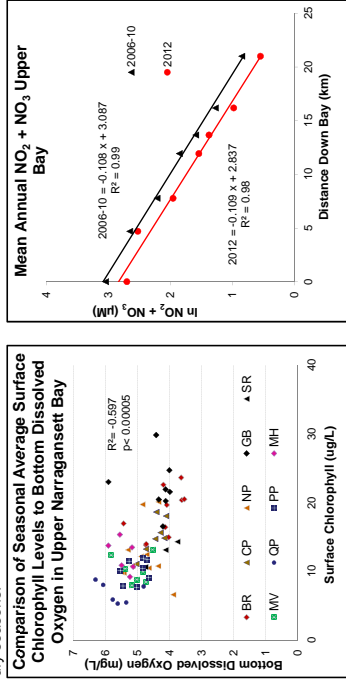 Comparison of Seasonal Average Surface
Chlorophyll Levels to Bottom Dissolved
Oxygen in Upper Narragansett Bay
Bottom Dissolved Oxygen (mg/L)
7
6
5
4
3
2
1
0
R²= -0.597
p< 0.00005
BR
CP
NP
GB
SR
MV
QP
PP
MH
0
10
20
30
40
Surface Chlorophyll (ug/L)
Mean Annual NO₂ + NO₃ Upper
Bay
ln NO₂ + NO₃ (µM)
4
3
2
1
0
2006-10 = -0.108 x + 3.087
R² = 0.99
2006-10
2012
2012 = -0.109 x + 2.837
R² = 0.98
0
5
10
15
20
25
Distance Down Bay (km)